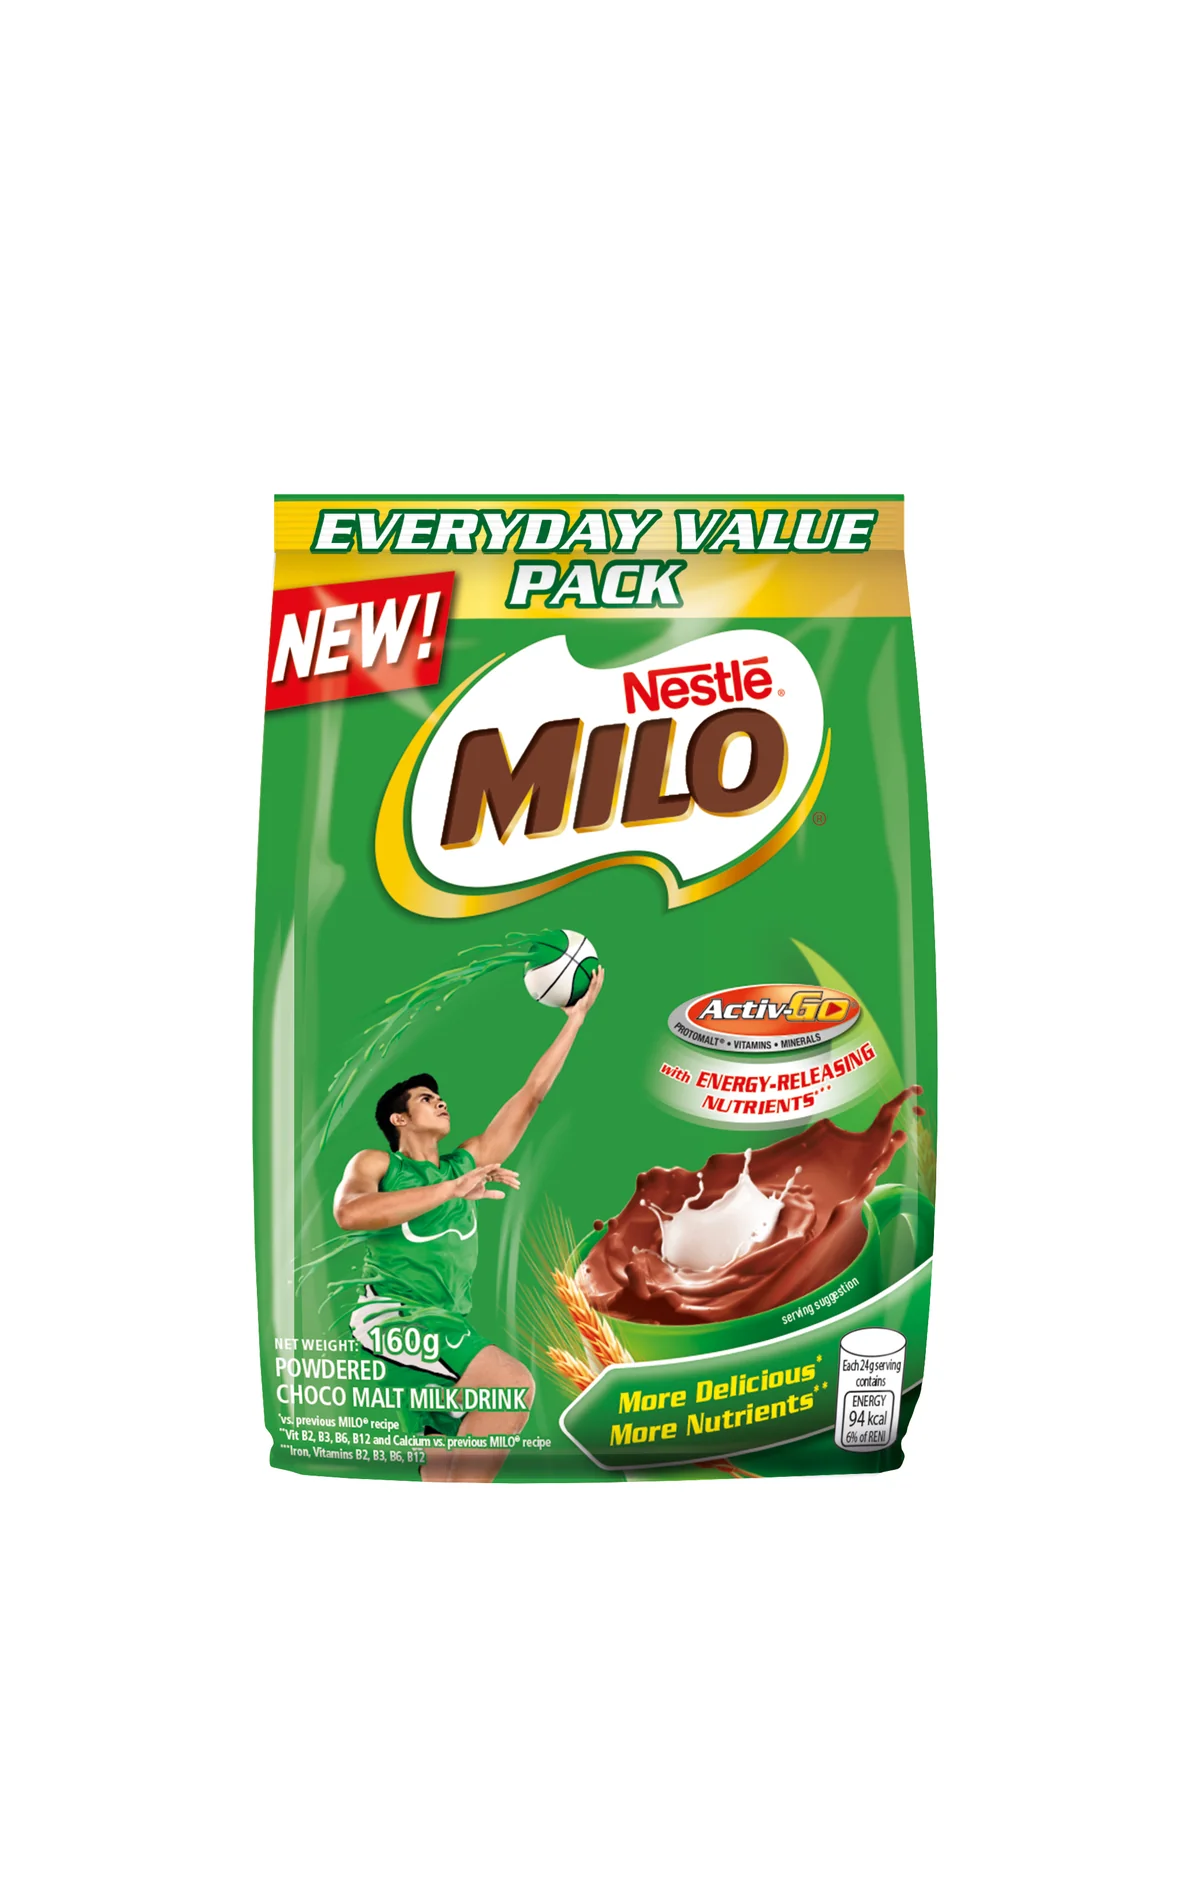 EVERYDAY VALUE
PACK
NEW!
Nestlé®
MILO
®
Activ-GO
PROTOMALT® • VITAMINS • MINERALS
with ENERGY-RELEASING
NUTRIENTS***
serving suggestion
NET WEIGHT: 160g
POWDERED
CHOCO MALT MILK DRINK
*vs. previous MILO® recipe
**Vit B2, B3, B6, B12 and Calcium vs. previous MILO® recipe
***Iron, Vitamins B2, B3, B6, B12
More Delicious*
More Nutrients**
Each 24g serving
contains
ENERGY
94 kcal
6% of RENI